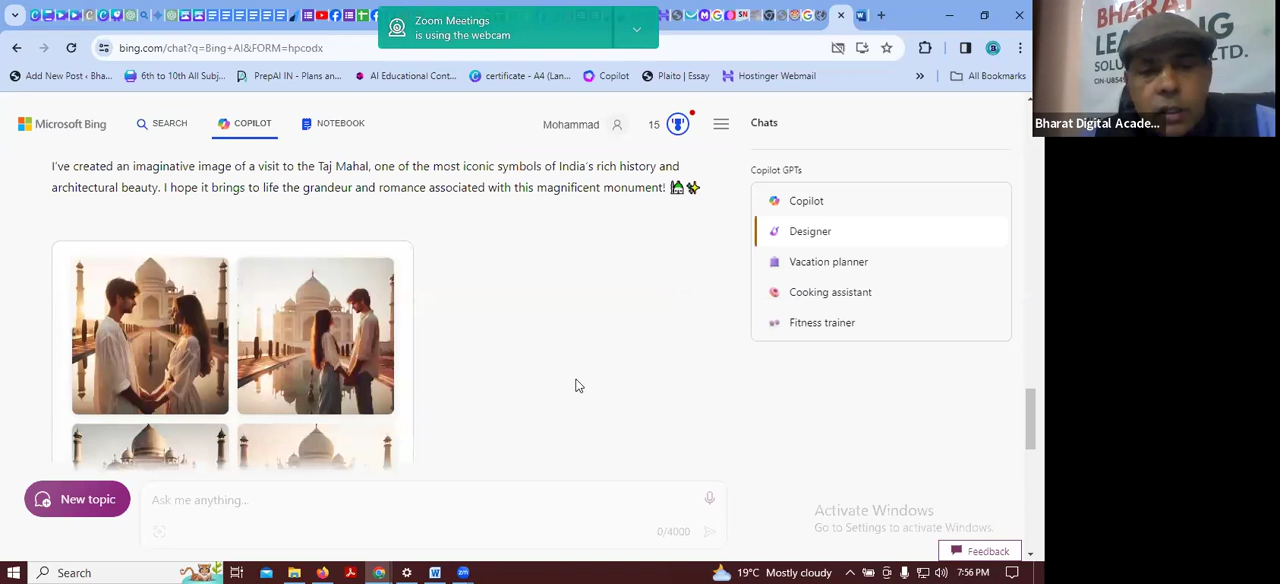 Zoom Meetings
is using the webcam
bing.com/chat?q=Bing+AI&FORM=hpcodx
Add New Post ‹ Bha...
6th to 10th All Subj...
PrepAI IN - Plans an...
AI Educational Cont...
certificate - A4 (Lan...
Copilot
Plaito | Essay
Hostinger Webmail
»
All Bookmarks
BHARAT
LEA NG
SOLU LTD.
Bharat Digital Acade...
Microsoft Bing
SEARCH
COPILOT
NOTEBOOK
Mohammad
15
Chats
I've created an imaginative image of a visit to the Taj Mahal, one of the most iconic symbols of India's rich history and
architectural beauty. I hope it brings to life the grandeur and romance associated with this magnificent monument! 🕌✨
Copilot GPTs
Copilot
Designer
Vacation planner
Cooking assistant
Fitness trainer
New topic
Ask me anything...
0/4000
Activate Windows
Go to Settings to activate Windows.
Feedback
Search
19°C Mostly cloudy
7:56 PM